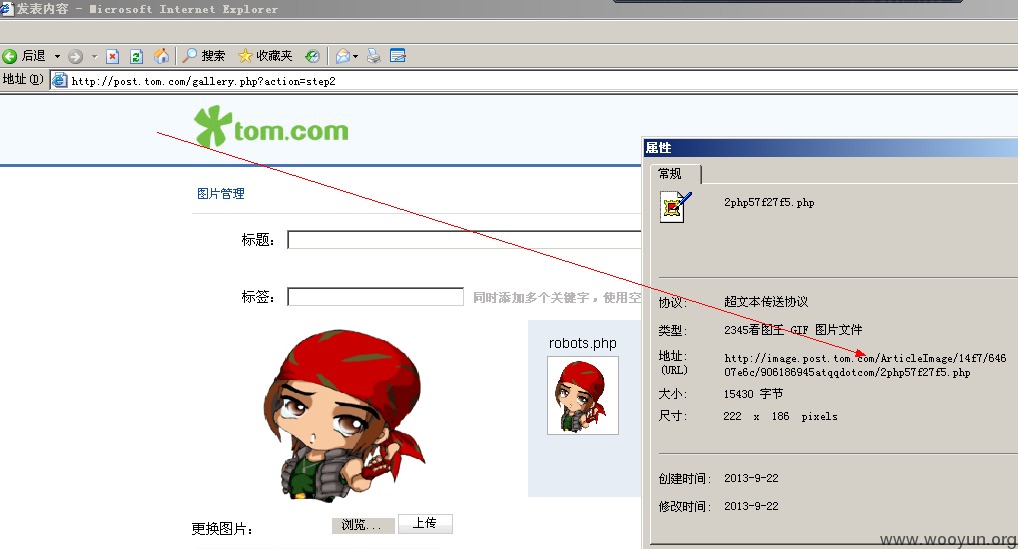 发表内容 - Microsoft Internet Explorer
后退 搜索 收藏夹
地址(D) http://post.tom.com/gallery.php?action=step2
tom.com
图片管理
标题:
标签: 同时添加多个关键字，使用空
robots.php
更换图片: 浏览... 上传
属性
常规
2php57f27f5.php
协议: 超文本传送协议
类型: 2345看图王 GIF 图片文件
地址: http://image.post.tom.com/ArticleImage/14f7/646
(URL) 07e6c/906186945atqqdotcom/2php57f27f5.php
大小: 15430 字节
尺寸: 222 x 186 pixels
创建时间: 2013-9-22
修改时间: 2013-9-22
www.wooyun.org